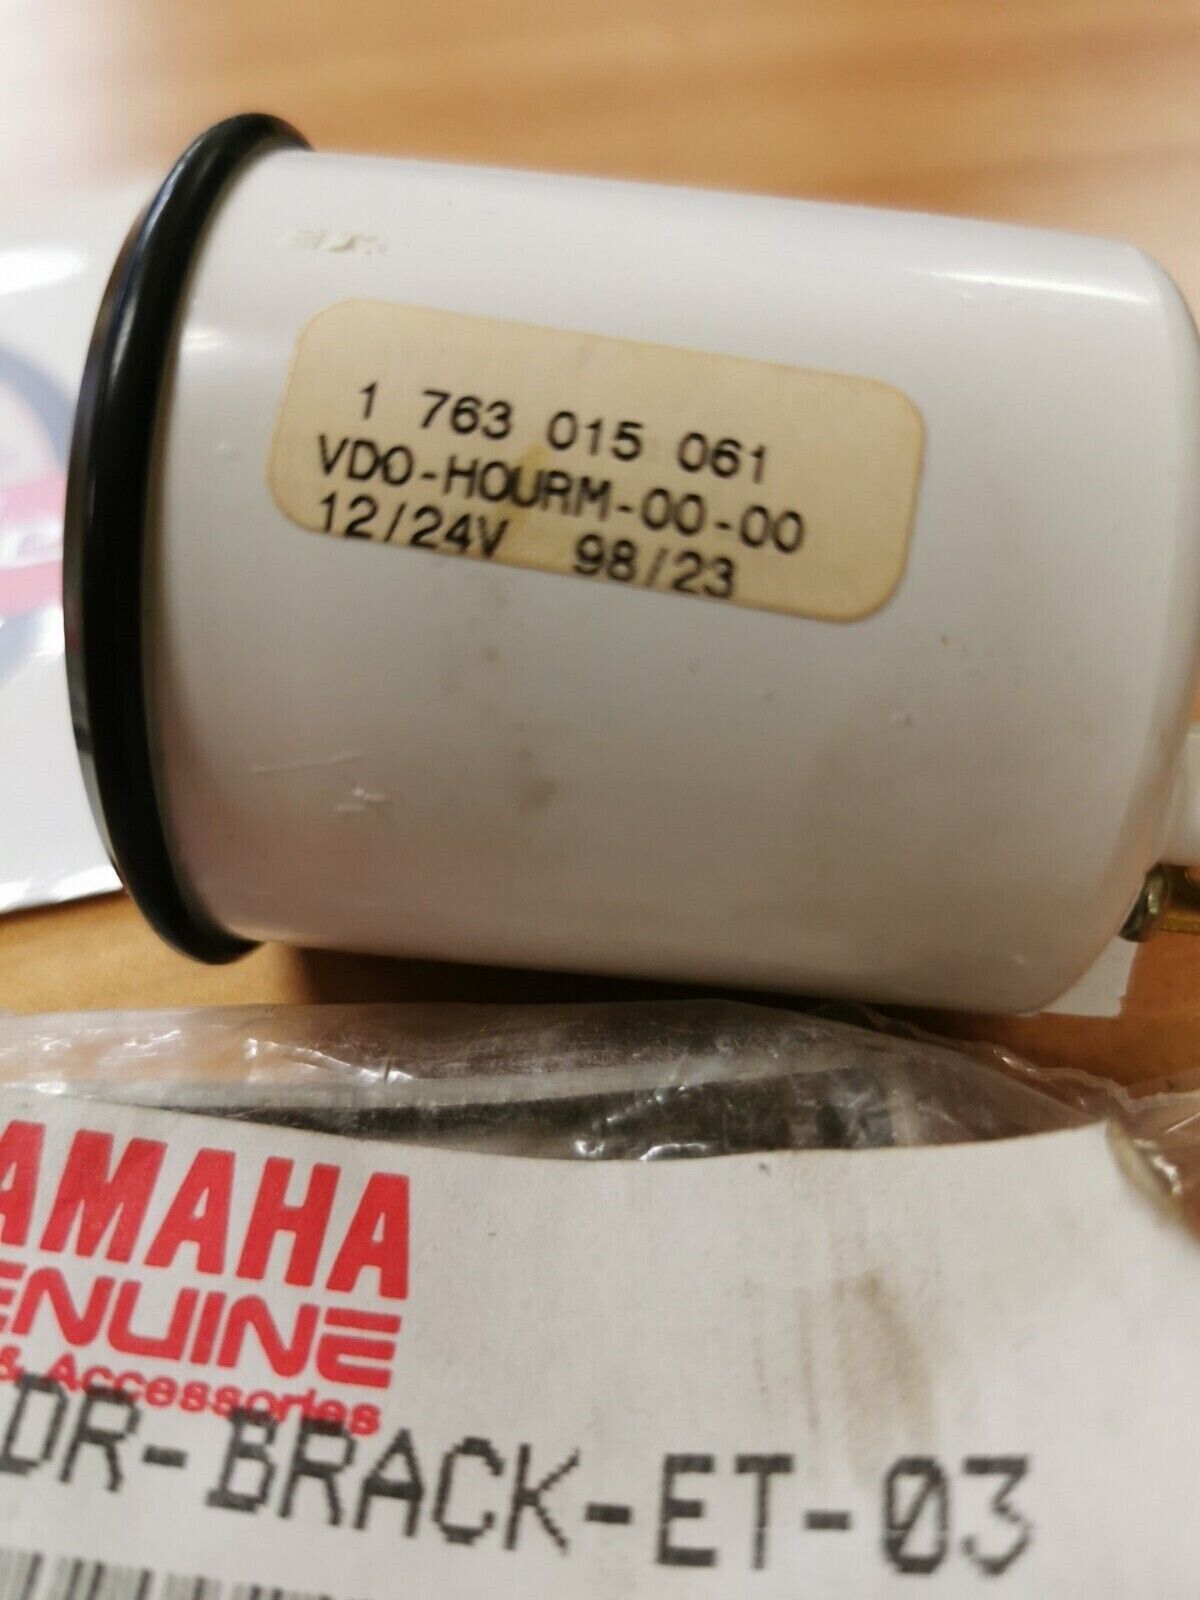 1 763 015 061
VDO-HOURM-00-00
12/24V 98/23
AMAHA
ENUINE
& Accessories
DR-BRACK-ET-03